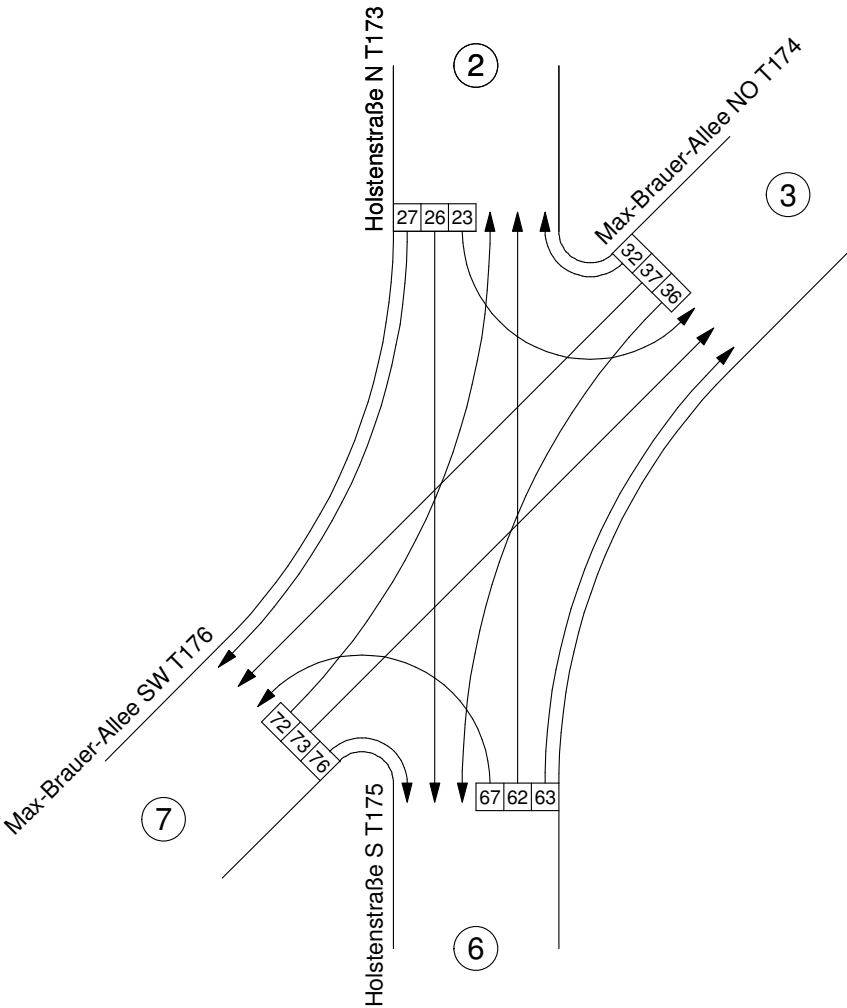 Holstenstraße N T173
2
Max-Brauer-Allee NO T174
3
27 26 23
32 37 36
Max-Brauer-Allee SW T176
72 73 76
7
Holstenstraße S T175
67 62 63
6